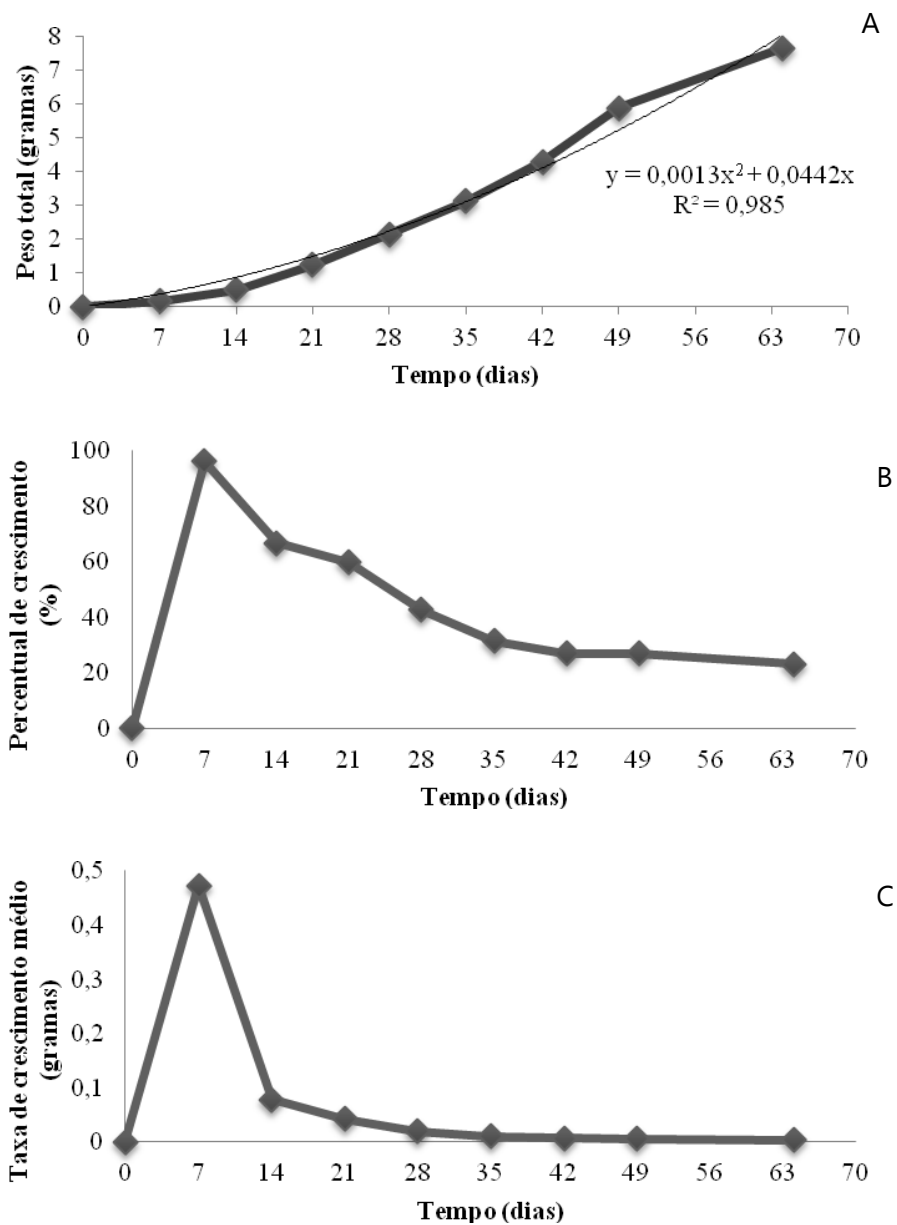 A
Peso total (gramas)
8
7
6
5
4
3
2
1
0
y = 0,0013x² + 0,0442x
R² = 0,985
0 7 14 21 28 35 42 49 56 63 70
Tempo (dias)
B
Percentual de crescimento
(%)
100
80
60
40
20
0
0 7 14 21 28 35 42 49 56 63 70
Tempo (dias)
C
Taxa de crescimento médio
(gramas)
0,5
0,4
0,3
0,2
0,1
0
0 7 14 21 28 35 42 49 56 63 70
Tempo (dias)